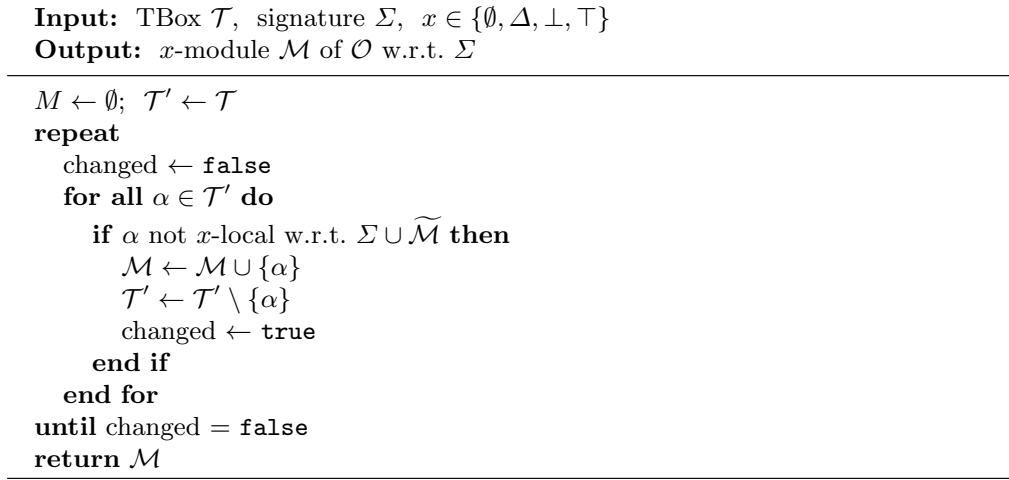 Input: TBox 𝒯, signature Σ, x ∈ {∅, Δ, ⊥, ⊤}
Output: x-module ℳ of 𝒪 w.r.t. Σ
M ← ∅; 𝒯′ ← 𝒯
repeat
changed ← false
for all α ∈ 𝒯′ do
if α not x-local w.r.t. Σ ∪ ℳ̃ then
ℳ ← ℳ ∪ {α}
𝒯′ ← 𝒯′ \ {α}
changed ← true
end if
end for
until changed = false
return ℳ